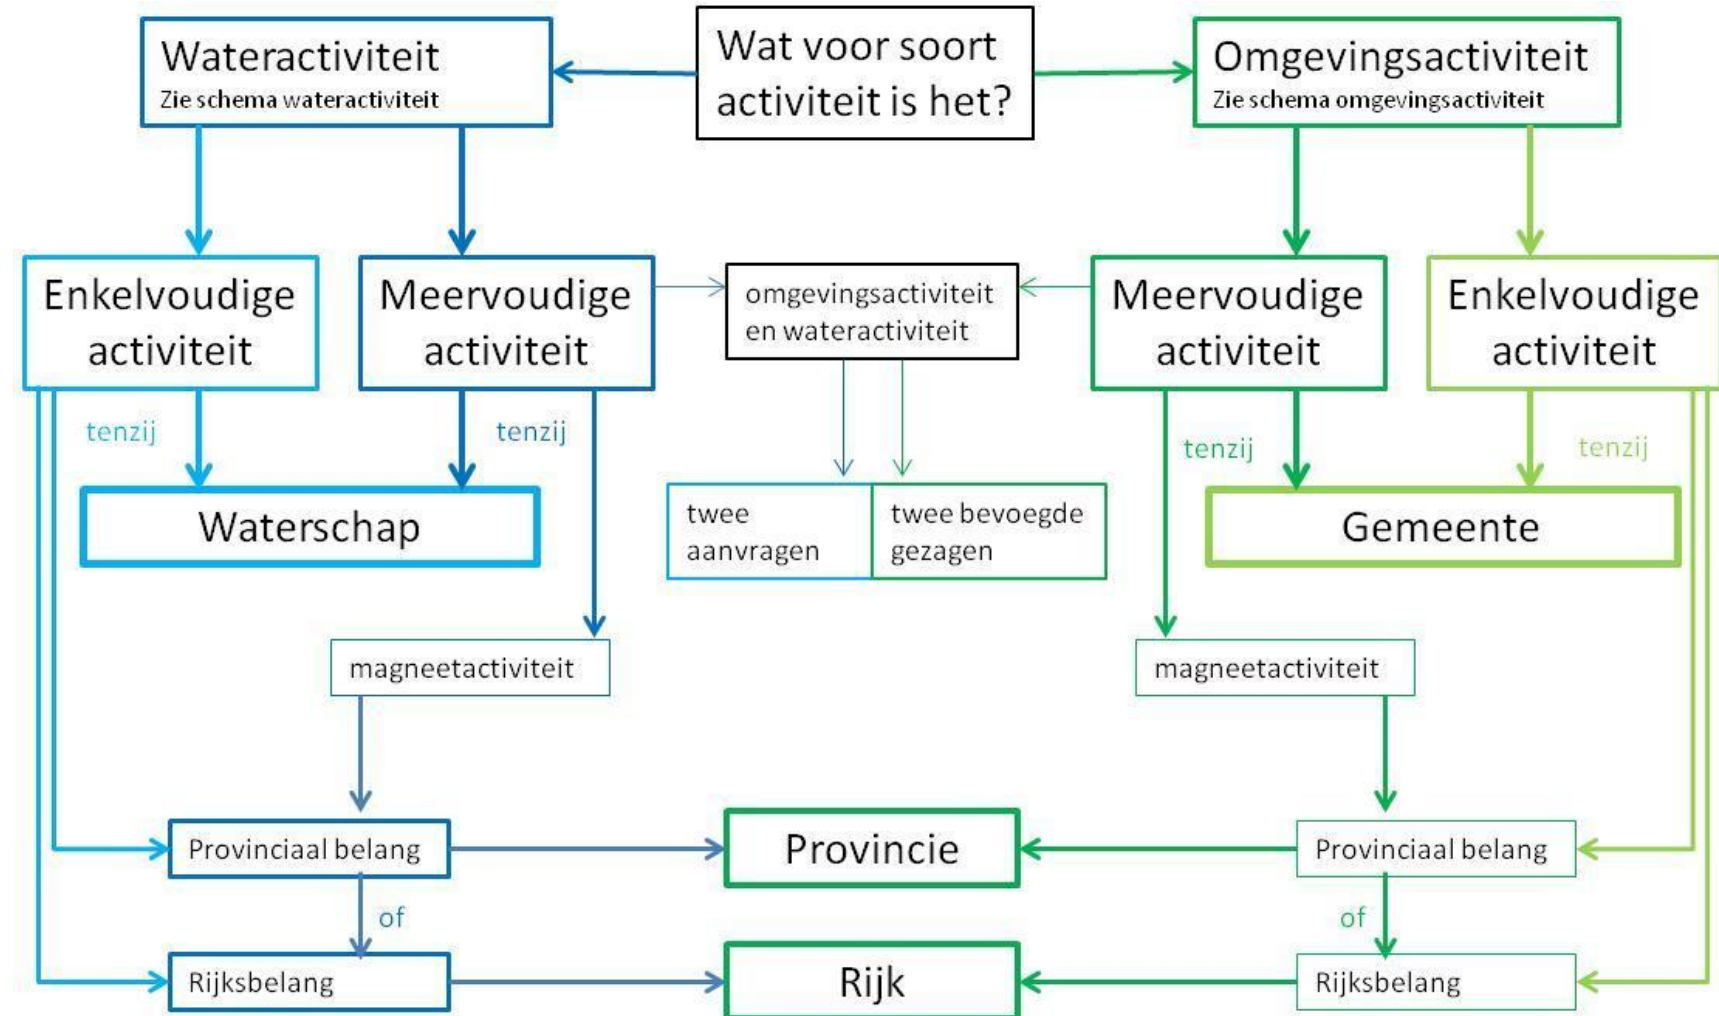 Wateractiviteit
Zie schema wateractiviteit
Wat voor soort
activiteit is het?
Omgevingsactiviteit
Zie schema omgevingsactiviteit
Enkelvoudige
activiteit
Meervoudige
activiteit
omgevingsactiviteit
en wateractiviteit
Meervoudige
activiteit
Enkelvoudige
activiteit
tenzij
tenzij
tenzij
tenzij
Waterschap
twee
aanvragen
twee bevoegde
gezagen
Gemeente
magneetactiviteit
magneetactiviteit
Provinciaal belang
Provincie
Provinciaal belang
of
of
Rijksbelang
Rijk
Rijksbelang